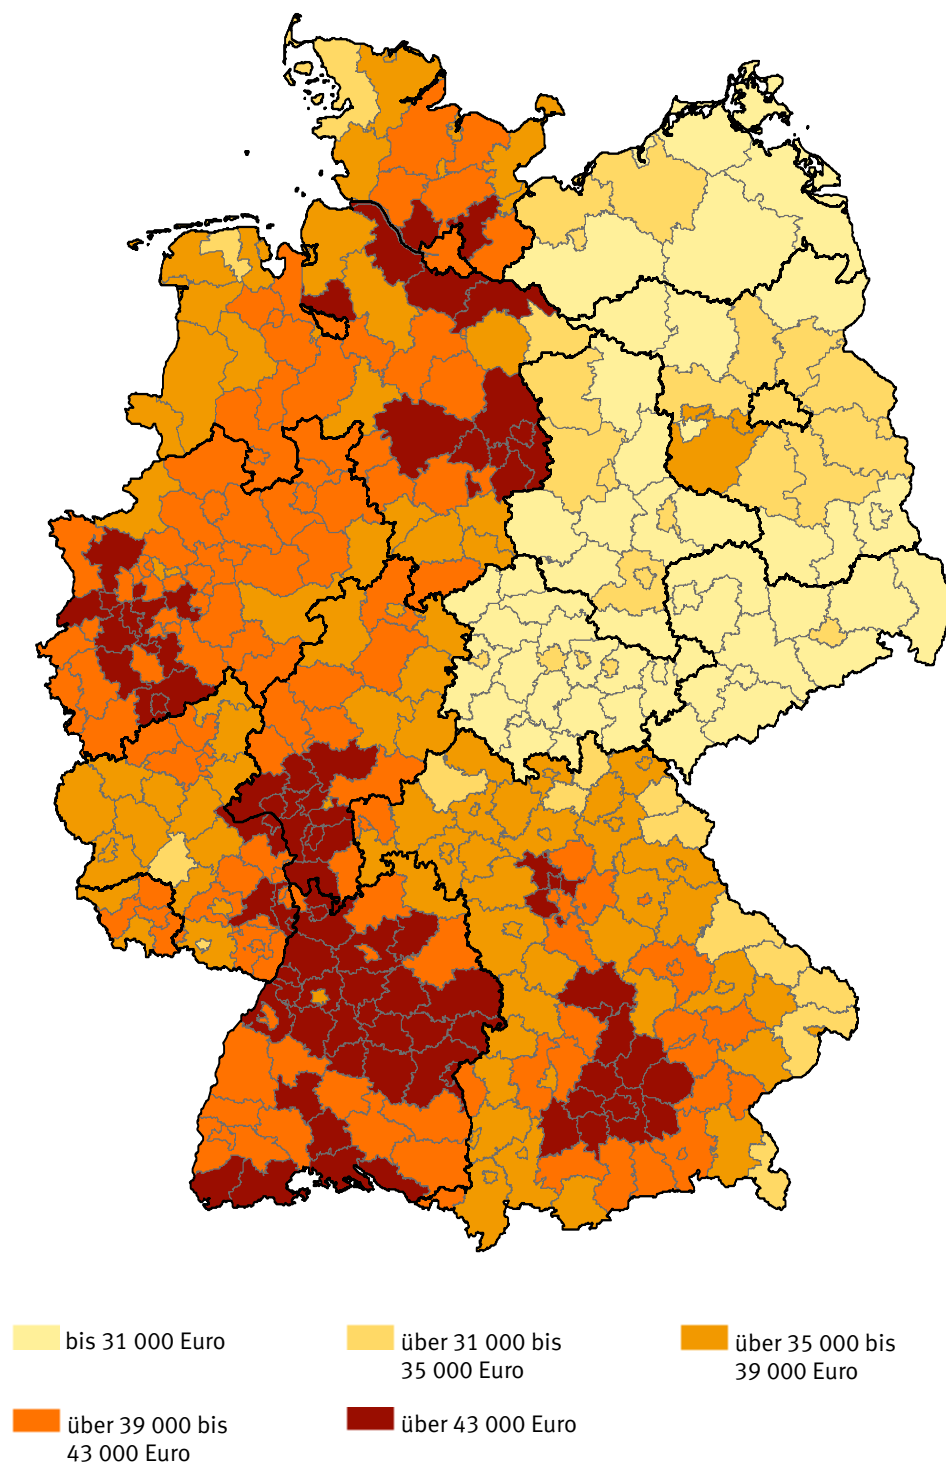 bis 31 000 Euro
über 31 000 bis
35 000 Euro
über 35 000 bis
39 000 Euro
über 39 000 bis
43 000 Euro
über 43 000 Euro